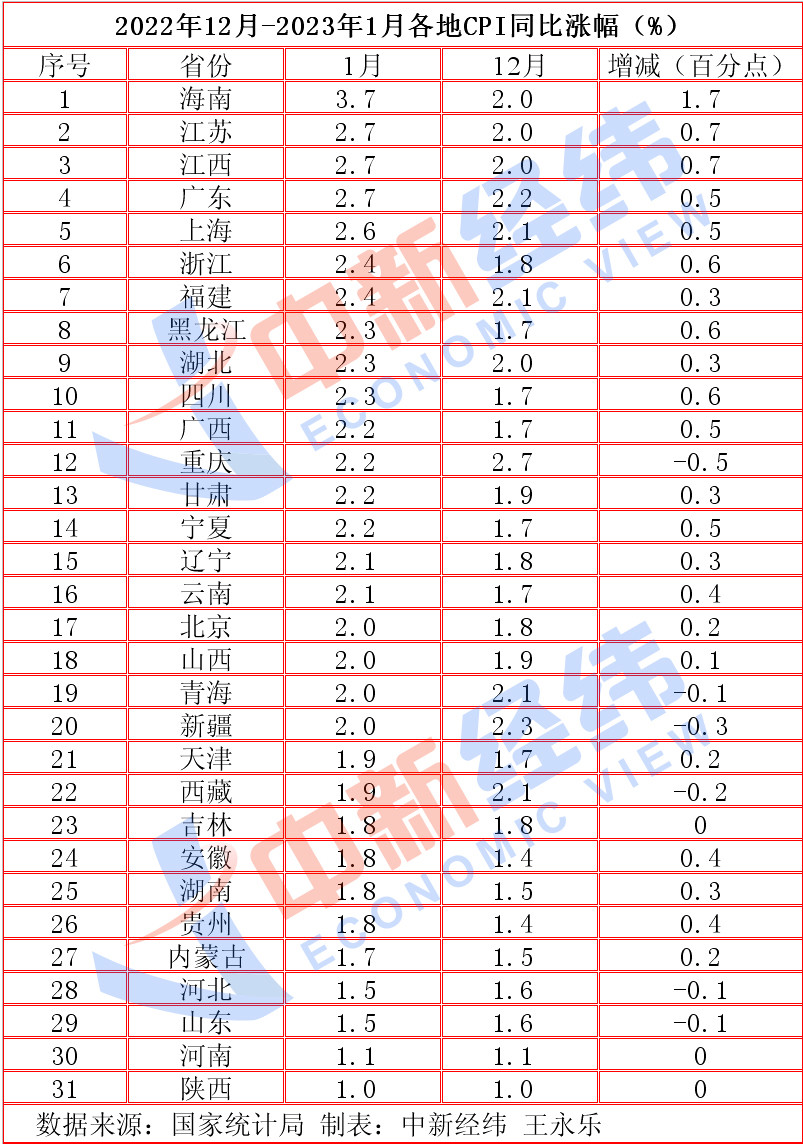 2022年12月-2023年1月各地CPI同比涨幅（%）
序号 省份 1月 12月 增减（百分点）
1 海南 3.7 2.0 1.7
2 江苏 2.7 2.0 0.7
3 江西 2.7 2.0 0.7
4 广东 2.7 2.2 0.5
5 上海 2.6 2.1 0.5
6 浙江 2.4 1.8 0.6
7 福建 2.4 2.1 0.3
8 黑龙江 2.3 1.7 0.6
9 湖北 2.3 2.0 0.3
10 四川 2.3 1.7 0.6
11 广西 2.2 1.7 0.5
12 重庆 2.2 2.7 -0.5
13 甘肃 2.2 1.9 0.3
14 宁夏 2.2 1.7 0.5
15 辽宁 2.1 1.8 0.3
16 云南 2.1 1.7 0.4
17 北京 2.0 1.8 0.2
18 山西 2.0 1.9 0.1
19 青海 2.0 2.1 -0.1
20 新疆 2.0 2.3 -0.3
21 天津 1.9 1.7 0.2
22 西藏 1.9 2.1 -0.2
23 吉林 1.8 1.8 0
24 安徽 1.8 1.4 0.4
25 湖南 1.8 1.5 0.3
26 贵州 1.8 1.4 0.4
27 内蒙古 1.7 1.5 0.2
28 河北 1.5 1.6 -0.1
29 山东 1.5 1.6 -0.1
30 河南 1.1 1.1 0
31 陕西 1.0 1.0 0
数据来源：国家统计局 制表：中新经纬 王永乐
中新经纬
ECONOMIC VIEW
中新经纬
ECONOMIC VIEW